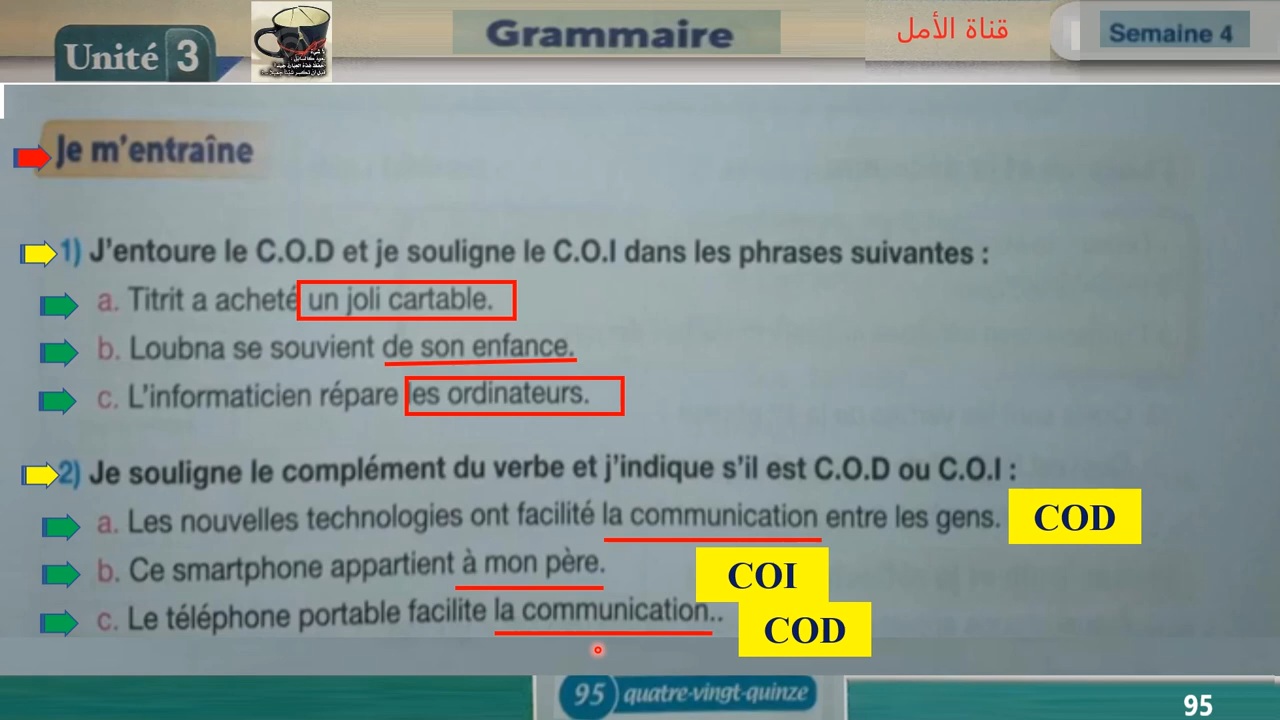 Unité 3
Grammaire
قناة الأمل
Semaine 4
Je m'entraîne
1) J'entoure le C.O.D et je souligne le C.O.I dans les phrases suivantes :
a. Titrit a acheté un joli cartable.
b. Loubna se souvient de son enfance.
c. L'informaticien répare les ordinateurs.
2) Je souligne le complément du verbe et j'indique s'il est C.O.D ou C.O.I :
a. Les nouvelles technologies ont facilité la communication entre les gens. COD
b. Ce smartphone appartient à mon père. COI
c. Le téléphone portable facilite la communication.. COD
95 quatre-vingt-quinze
95